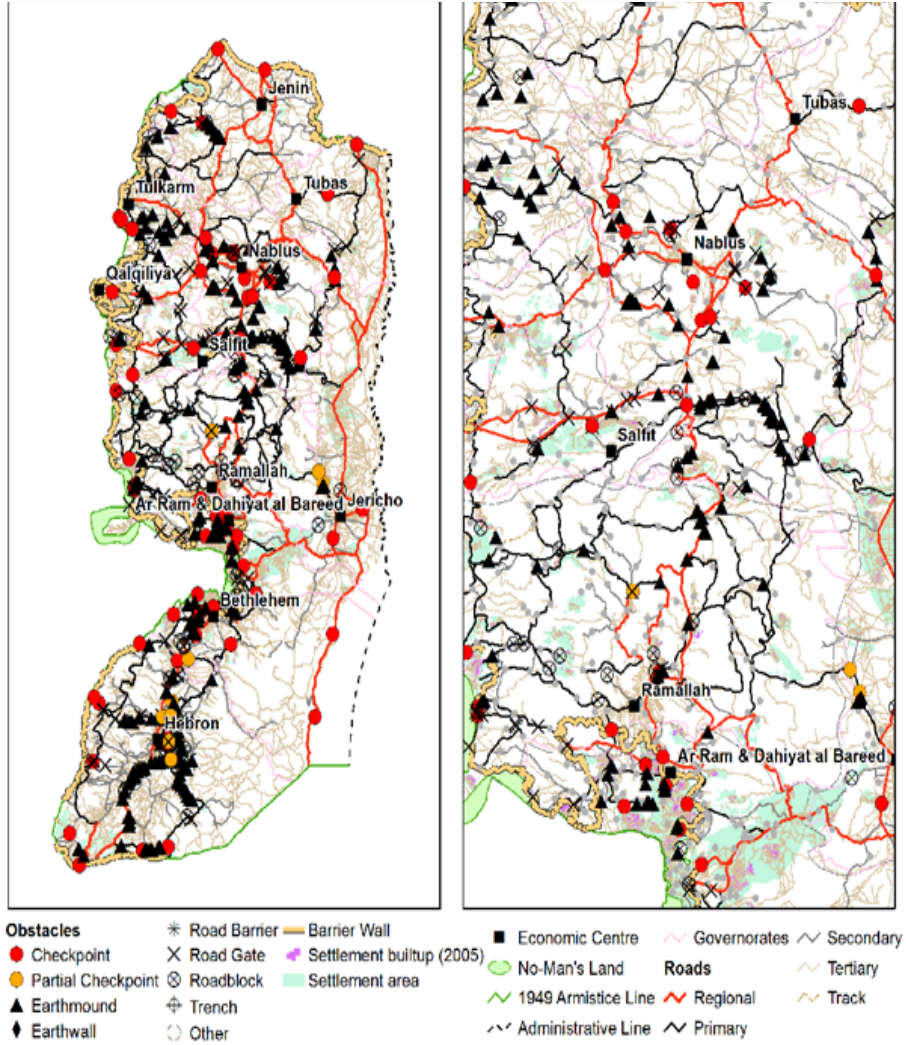 Jenin
Tulkarm
Tubas
Nablus
Qalqiliya
Salfit
Ramallah
Ar Ram & Dahiyat al Bareed
Jericho
Bethlehem
Hebron
Tubas
Nablus
Salfit
Ramallah
Ar Ram & Dahiyat al Bareed
Obstacles
Checkpoint
Partial Checkpoint
Earthmound
Earthwall
Road Barrier
Road Gate
Roadblock
Trench
Other
Barrier Wall
Settlement builtup (2005)
Settlement area
Economic Centre
No-Man's Land
1949 Armistice Line
Administrative Line
Governorates
Roads
Regional
Primary
Secondary
Tertiary
Track